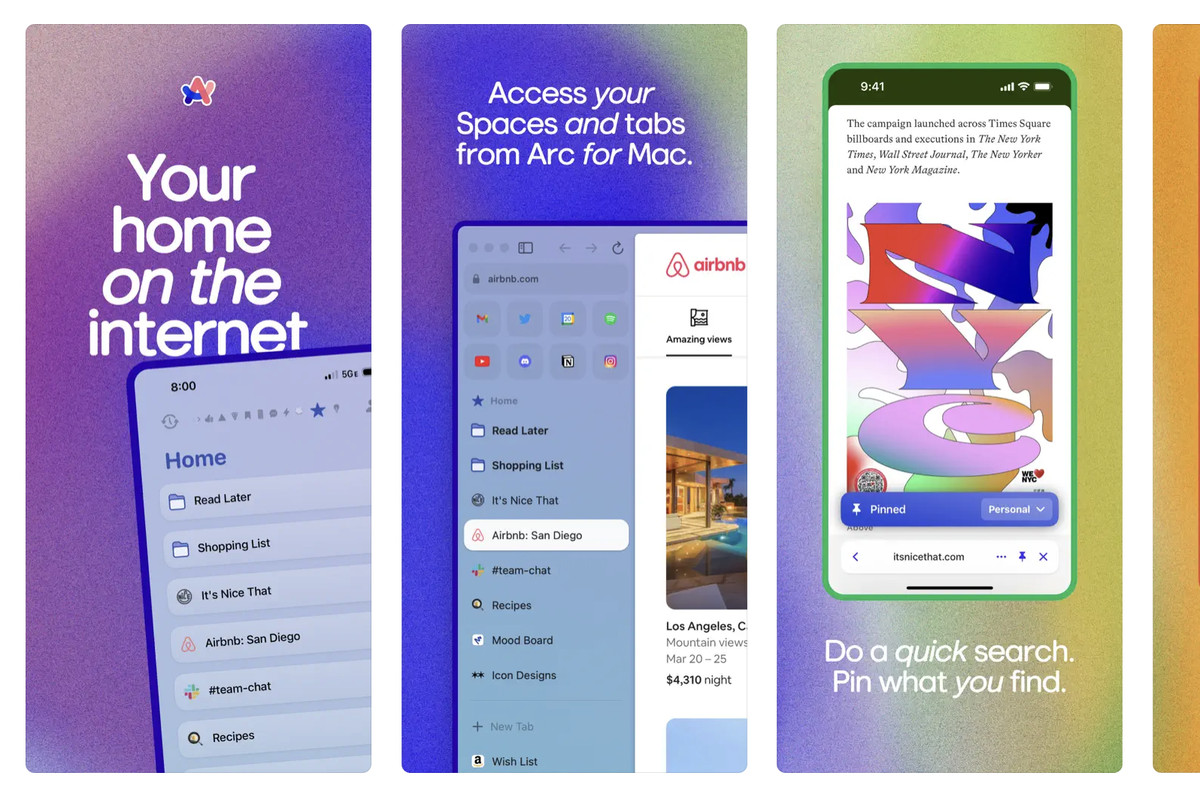 Your
home
on the
internet
8:00
5GE
Home
Read Later
Shopping List
It's Nice That
Airbnb: San Diego
#team-chat
Recipes
Access your
Spaces and tabs
from Arc for Mac.
airbnb.com
Home
Read Later
Shopping List
It's Nice That
Airbnb: San Diego
#team-chat
Recipes
Mood Board
Icon Designs
+ New Tab
Wish List
airbnb
Amazing views
Los Angeles, C
Mountain views
Mar 20 – 25
$4,310 night
9:41
The campaign launched across Times Square
billboards and executions in The New York
Times, Wall Street Journal, The New Yorker
and New York Magazine.
N
Y
C
WE
NYC
Pinned
Personal
Above
itsnicethat.com
Do a quick search.
Pin what you find.